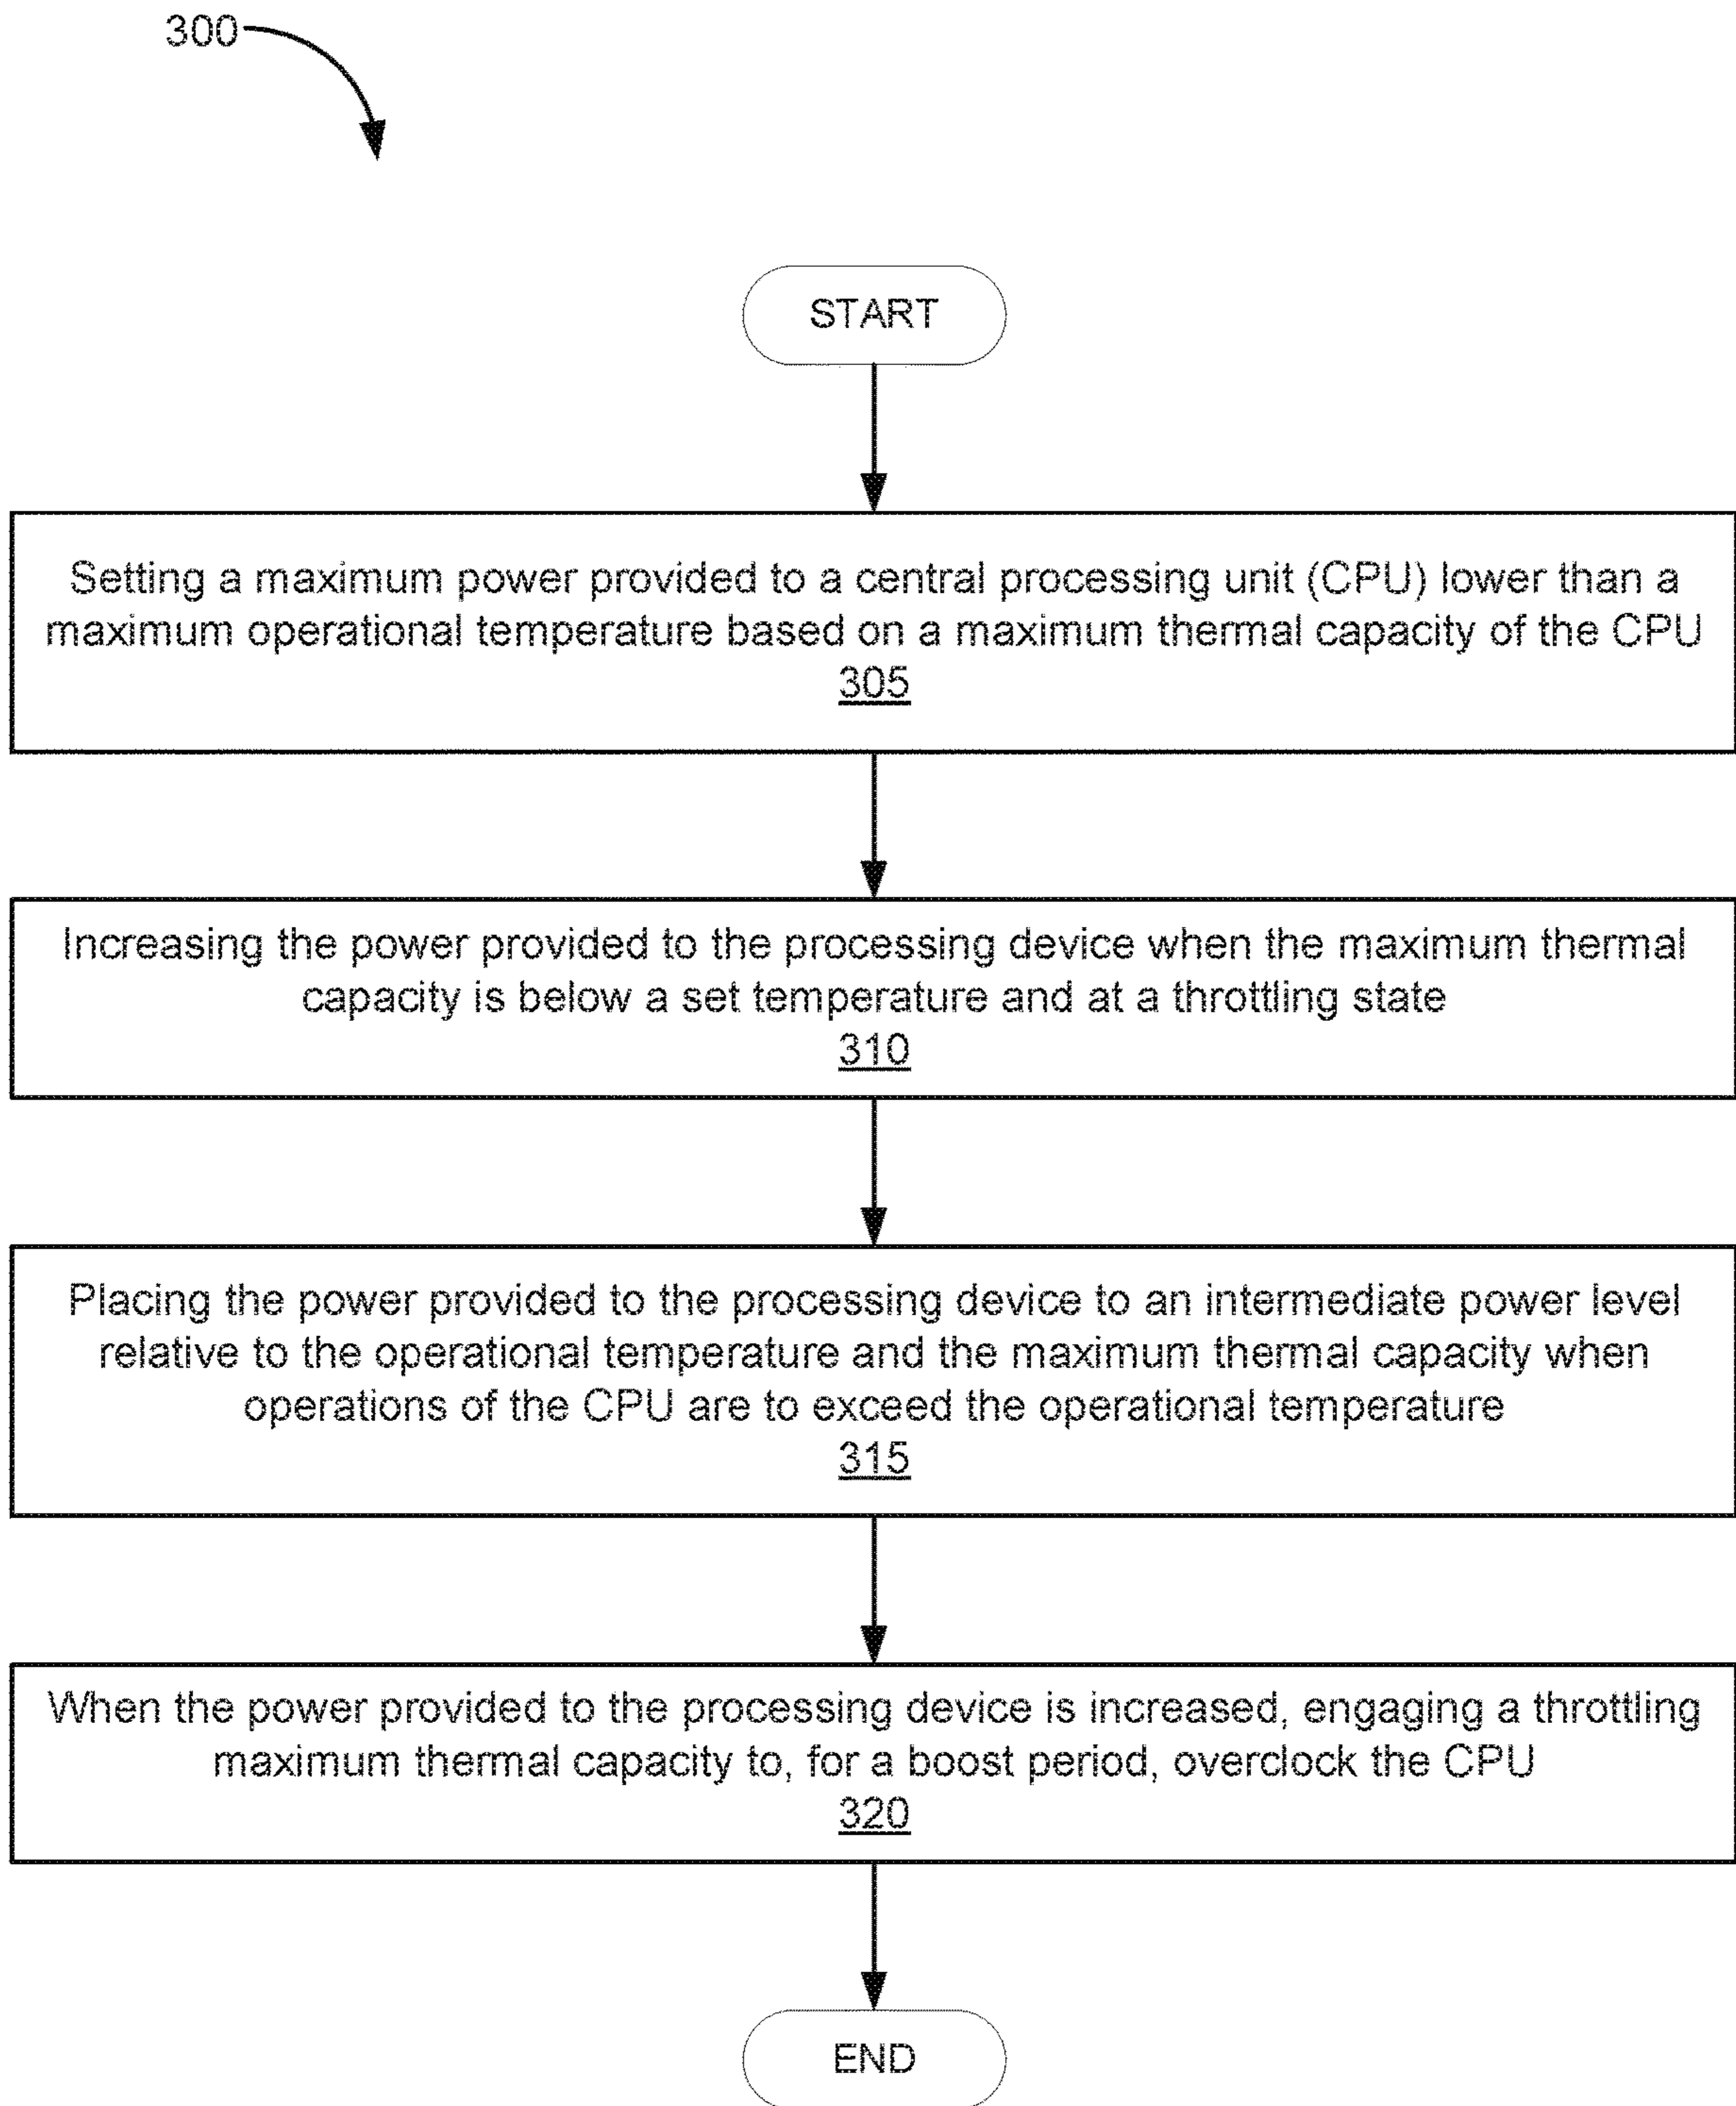 300
START
Setting a maximum power provided to a central processing unit (CPU) lower than a
maximum operational temperature based on a maximum thermal capacity of the CPU
305
Increasing the power provided to the processing device when the maximum thermal
capacity is below a set temperature and at a throttling state
310
Placing the power provided to the processing device to an intermediate power level
relative to the operational temperature and the maximum thermal capacity when
operations of the CPU are to exceed the operational temperature
315
When the power provided to the processing device is increased, engaging a throttling
maximum thermal capacity to, for a boost period, overclock the CPU
320
END